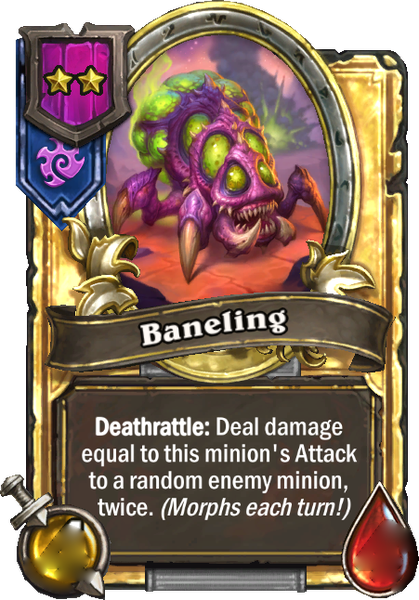 Baneling
Deathrattle: Deal damage
equal to this minion's Attack
to a random enemy minion,
twice. (Morphs each turn!)